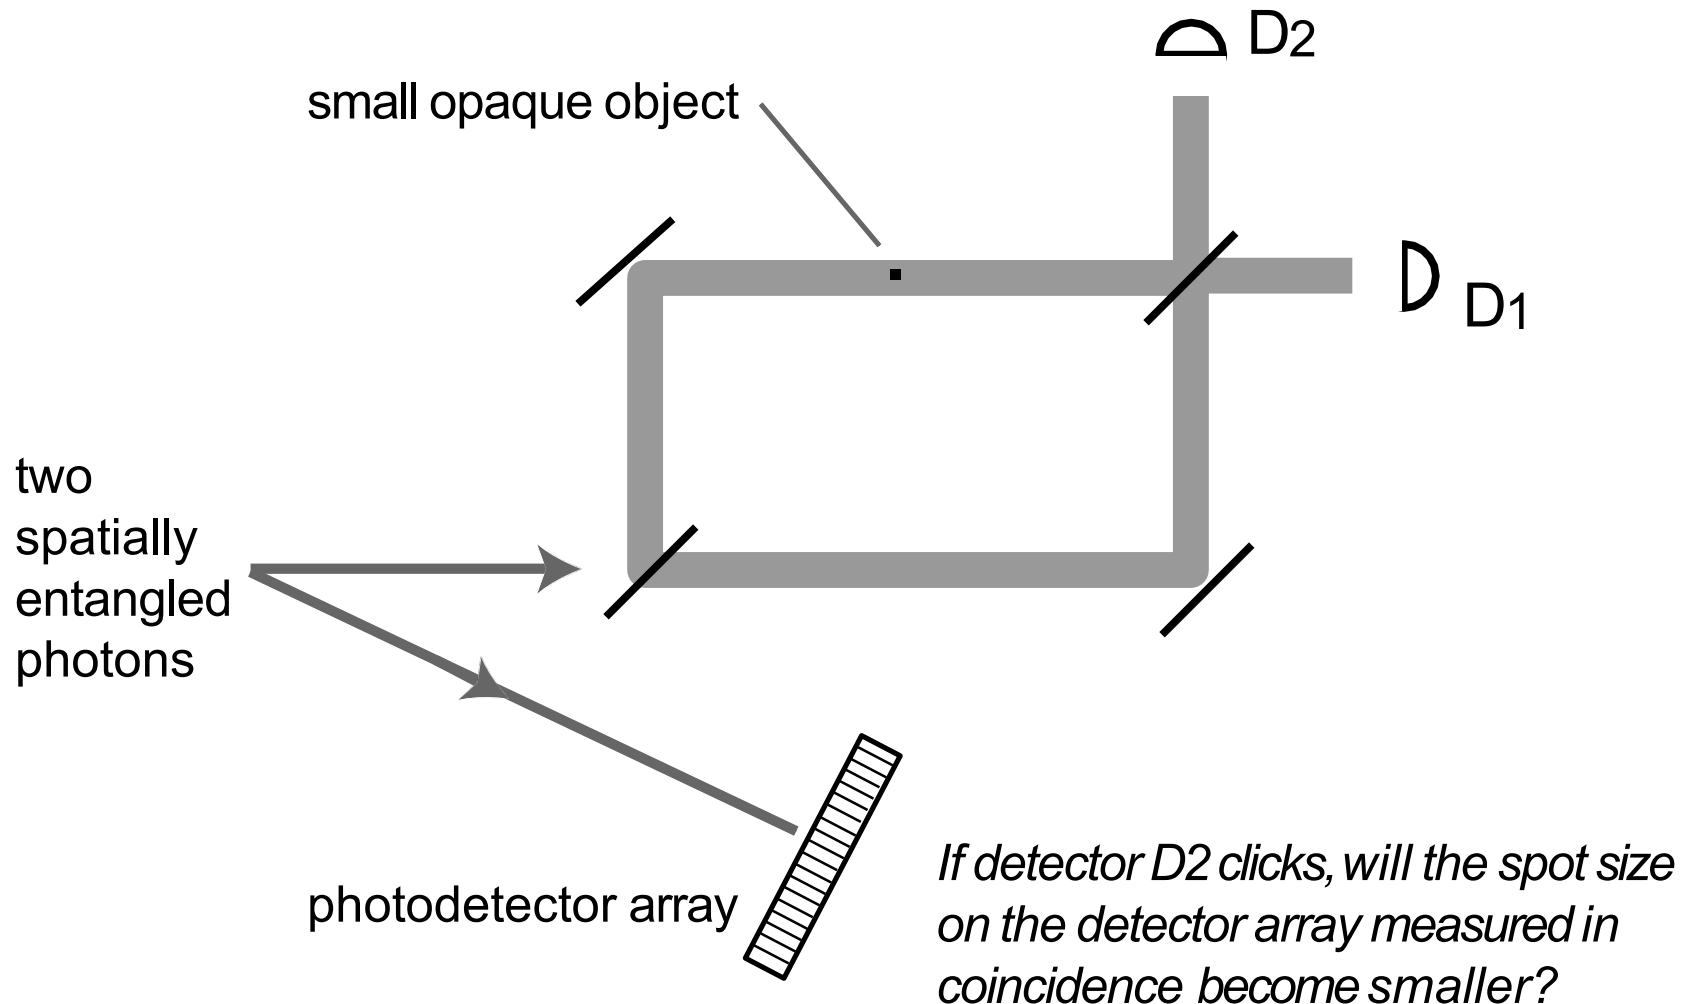 D2
small opaque object
D1
two
spatially
entangled
photons
photodetector array
If detector D2 clicks, will the spot size
on the detector array measured in
coincidence become smaller?